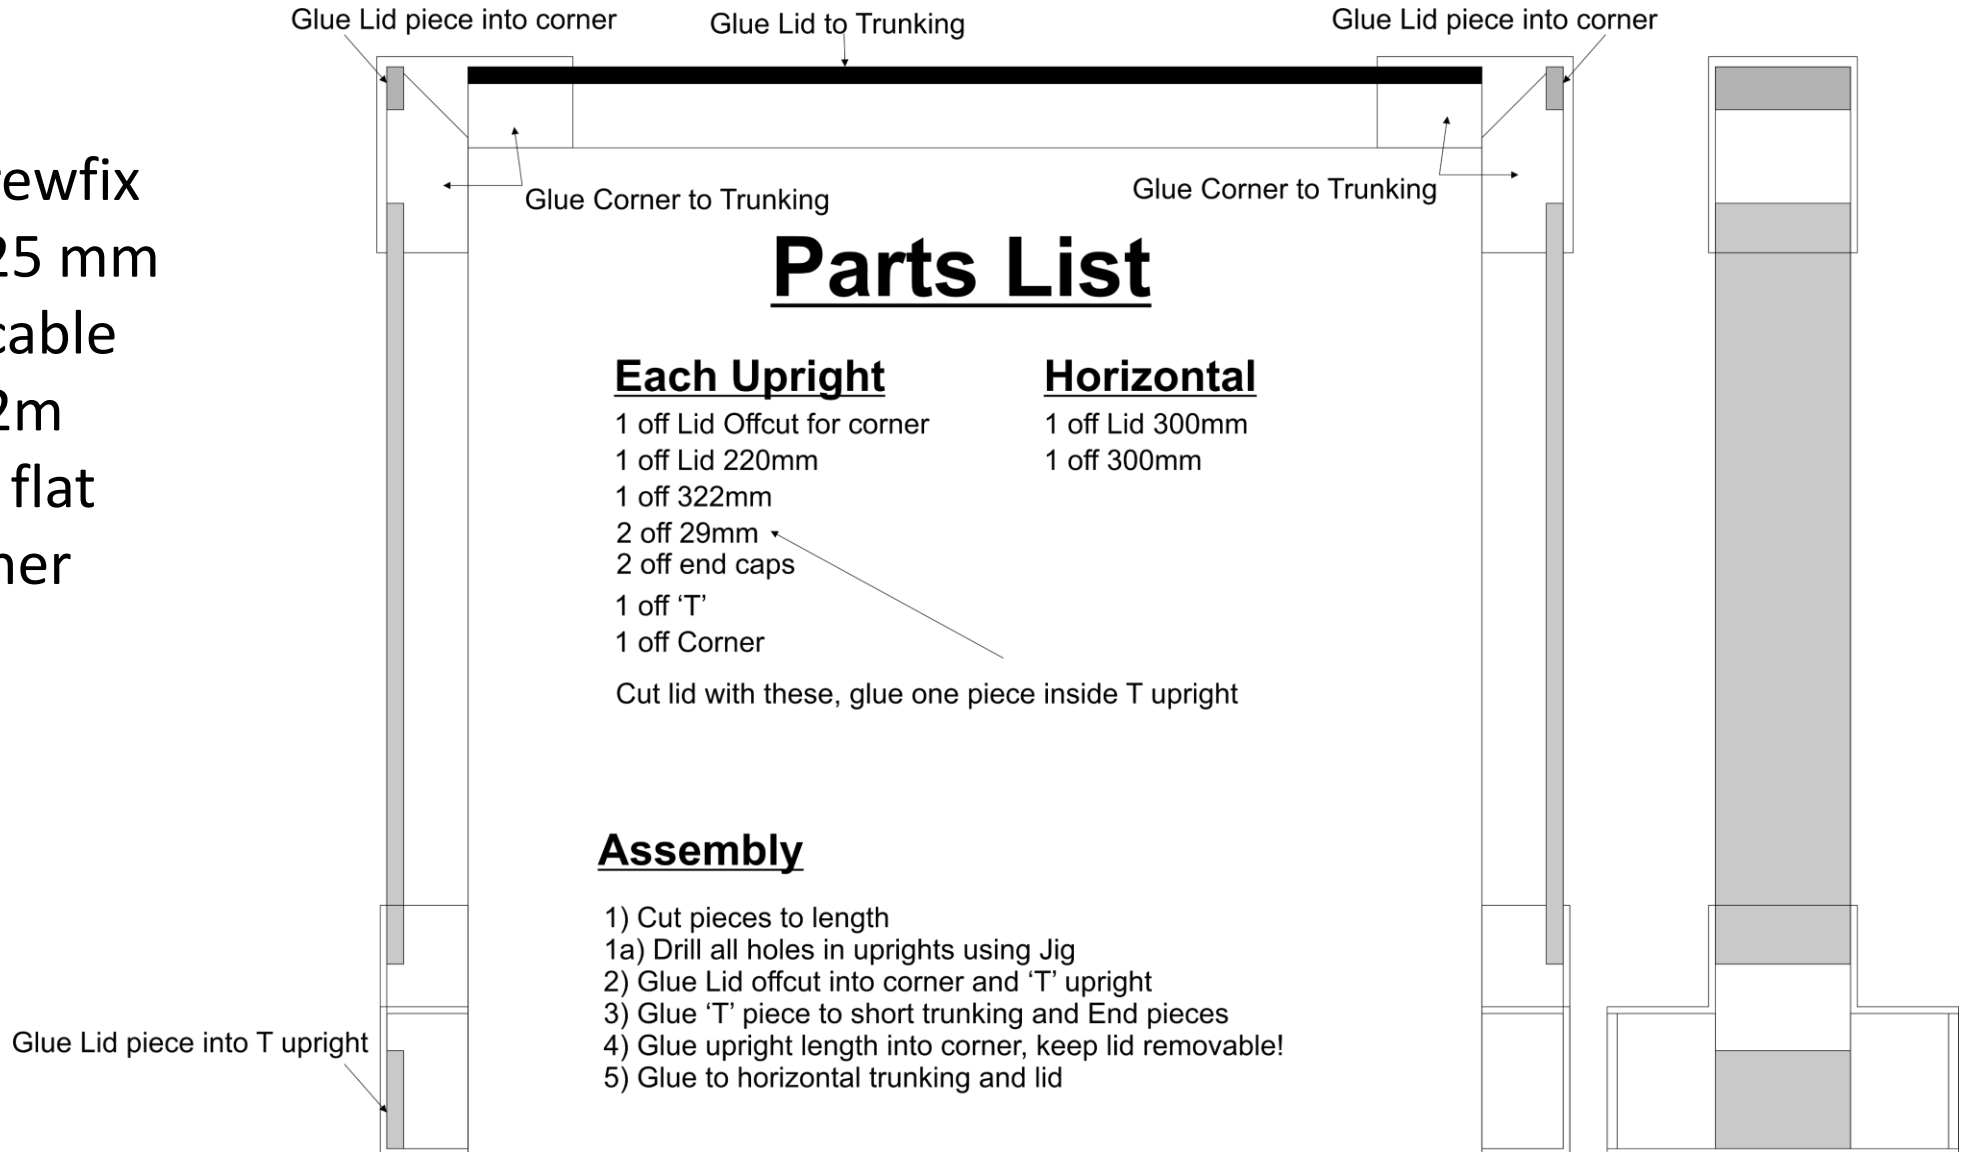 Glue Lid piece into corner
Glue Lid to Trunking
Glue Lid piece into corner
25 mm
cable
2m
flat
Glue Corner to Trunking
Glue Corner to Trunking
Parts List
Each Upright
1 off Lid Offcut for corner
1 off Lid 220mm
1 off 322mm
2 off 29mm
2 off end caps
1 off ‘T’
1 off Corner
Cut lid with these, glue one piece inside T upright
Horizontal
1 off Lid 300mm
1 off 300mm
Assembly
1) Cut pieces to length
1a) Drill all holes in uprights using Jig
2) Glue Lid offcut into corner and ‘T’ upright
3) Glue ‘T’ piece to short trunking and End pieces
4) Glue upright length into corner, keep lid removable!
5) Glue to horizontal trunking and lid
Glue Lid piece into T upright